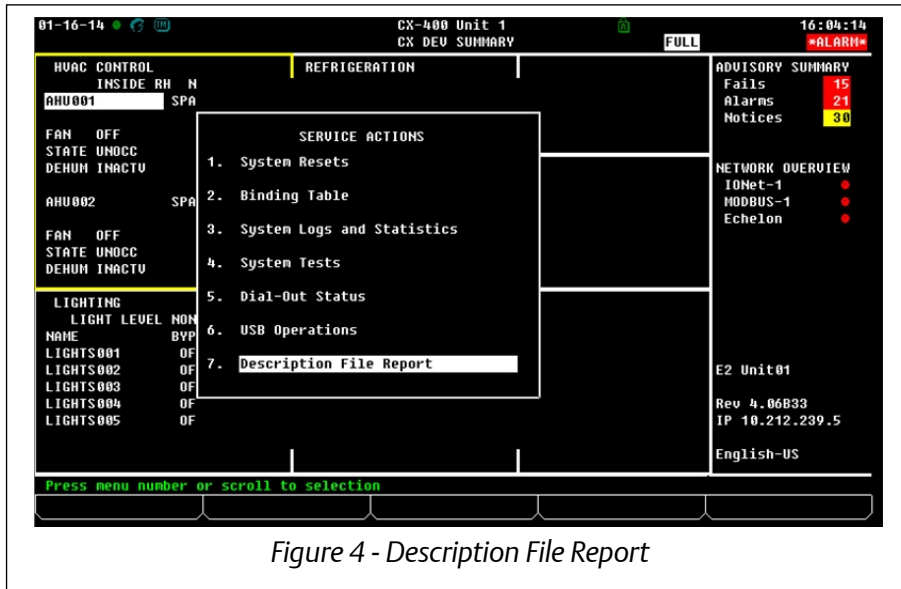 01-16-14 CX-400 Unit 1 16:04:14
CX DEV SUMMARY FULL *ALARM*
HVAC CONTROL
INSIDE RH N
AHU001 SPA
FAN OFF
STATE UNOCC
DEHUM INACTV
AHU002 SPA
FAN OFF
STATE UNOCC
DEHUM INACTV
REFRIGERATION
SERVICE ACTIONS
1. System Resets
2. Binding Table
3. System Logs and Statistics
4. System Tests
5. Dial-Out Status
6. USB Operations
7. Description File Report
LIGHTING
LIGHT LEVEL NON
NAME BYP
LIGHTS001 OF
LIGHTS002 OF
LIGHTS003 OF
LIGHTS004 OF
LIGHTS005 OF
ADVISORY SUMMARY
Fails 15
Alarms 21
Notices 30
NETWORK OVERVIEW
IONet-1
MODBUS-1
Echelon
E2 Unit01
Rev 4.06B33
IP 10.212.239.5
English-US
Press menu number or scroll to selection
Figure 4 - Description File Report